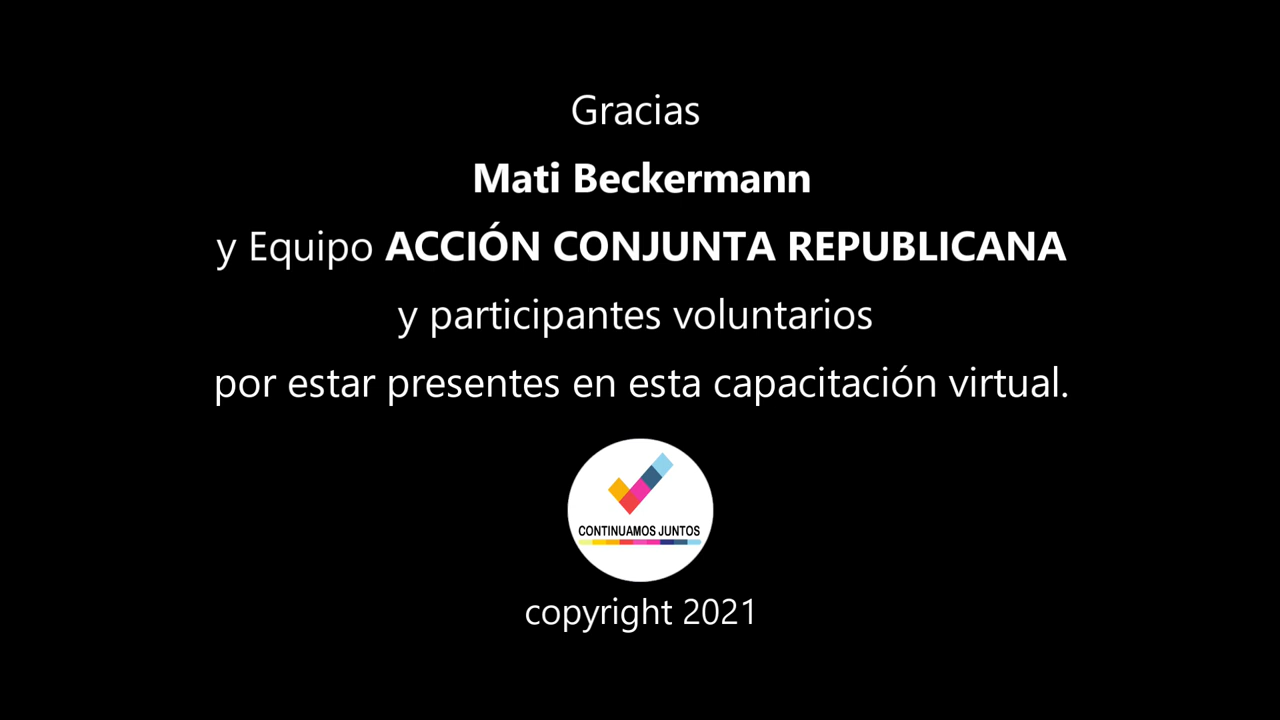 Gracias
Mati Beckermann
y Equipo ACCIÓN CONJUNTA REPUBLICANA
y participantes voluntarios
por estar presentes en esta capacitación virtual.
CONTINUAMOS JUNTOS
copyright 2021